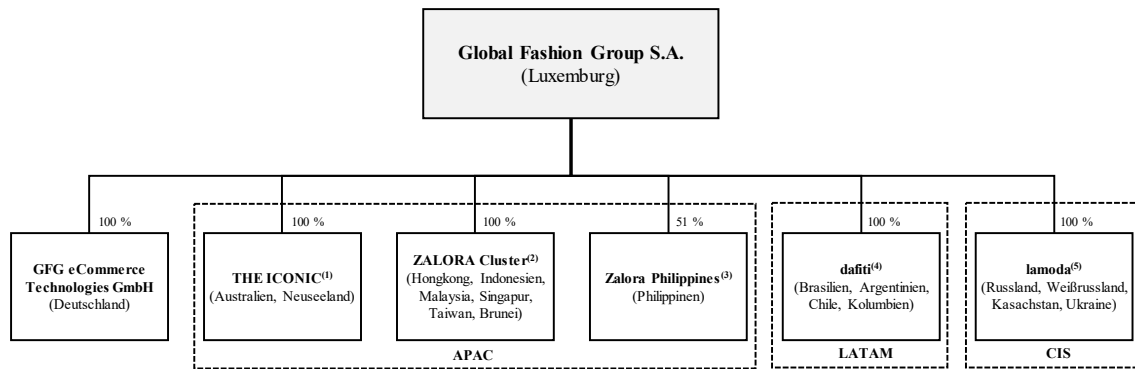 Global Fashion Group S.A.
(Luxemburg)
100 %
100 %
100 %
51 %
100 %
100 %
GFG eCommerce
Technologies GmbH
(Deutschland)
THE ICONIC(1)
(Australien, Neuseeland)
ZALORA Cluster(2)
(Hongkong, Indonesien,
Malaysia, Singapur,
Taiwan, Brunei)
Zalora Philippines(3)
(Philippinen)
dafiti(4)
(Brasilien, Argentinien,
Chile, Kolumbien)
lamoda(5)
(Russland, Weißrussland,
Kasachstan, Ukraine)
APAC
LATAM
CIS